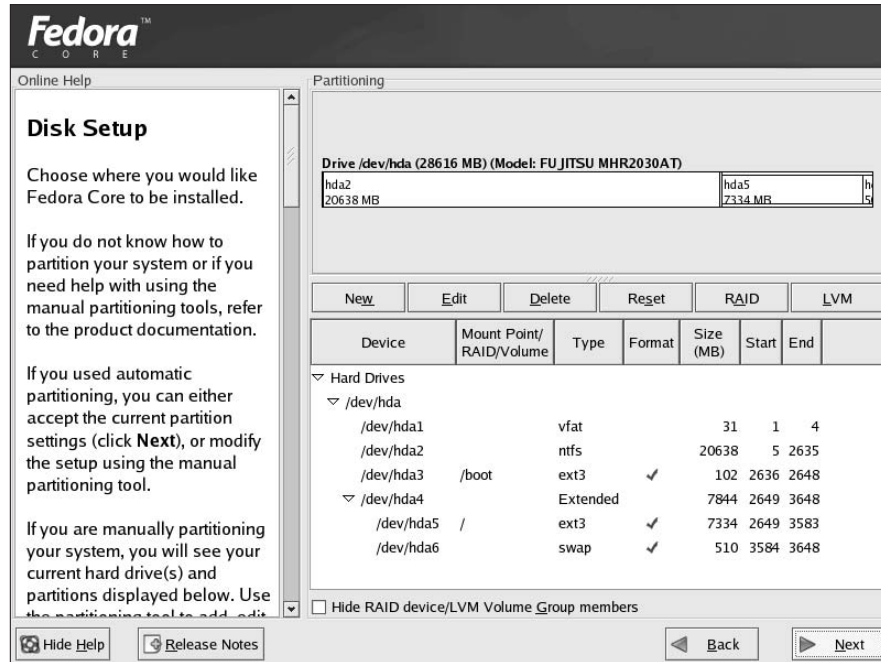 Fedora™
CORE
Online Help
Disk Setup
Choose where you would like
Fedora Core to be installed.
If you do not know how to
partition your system or if you
need help with using the
manual partitioning tools, refer
to the product documentation.
If you used automatic
partitioning, you can either
accept the current partition
settings (click Next), or modify
the setup using the manual
partitioning tool.
If you are manually partitioning
your system, you will see your
current hard drive(s) and
partitions displayed below. Use
the partitioning tool to add, edit,
Partitioning
Drive /dev/hda (28616 MB) (Model: FUJITSU MHR2030AT)
hda2 hda5
20638 MB 7334 MB
New Edit Delete Reset RAID LVM
Device Mount Point/ RAID/Volume Type Format Size (MB) Start End
Hard Drives
/dev/hda
/dev/hda1 vfat 31 1 4
/dev/hda2 ntfs 20638 5 2635
/dev/hda3 /boot ext3 ✓ 102 2636 2648
/dev/hda4 Extended 7844 2649 3648
/dev/hda5 / ext3 ✓ 7334 2649 3583
/dev/hda6 swap ✓ 510 3584 3648
Hide RAID device/LVM Volume Group members
Hide Help Release Notes Back Next